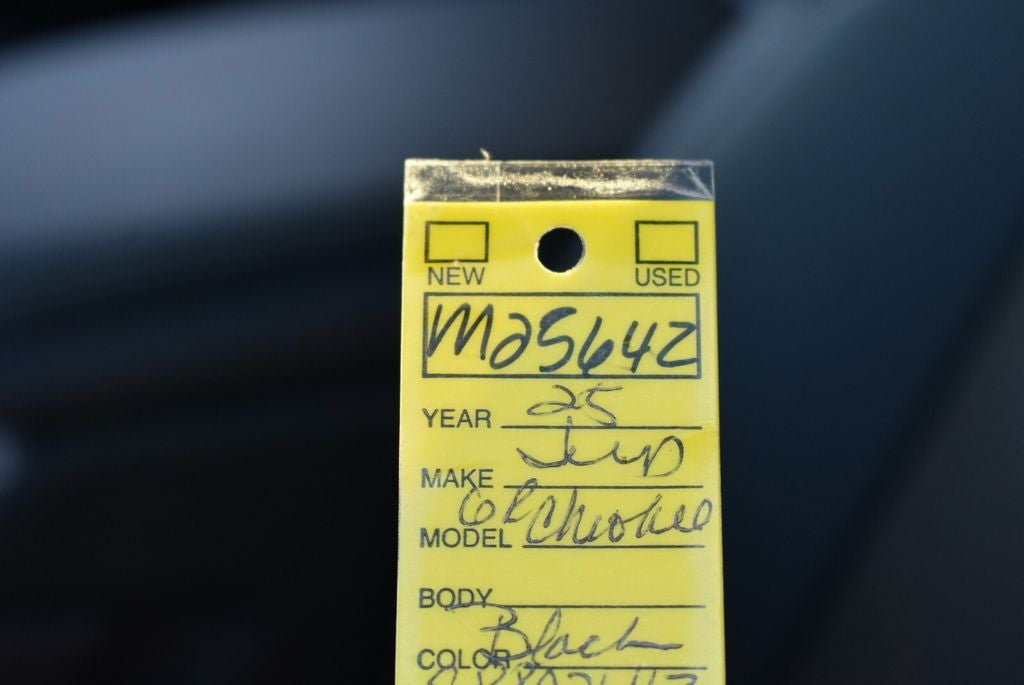 NEW USED
M25642
YEAR 25
MAKE Jeep
MODEL Gr Cherokee
BODY
COLOR Black